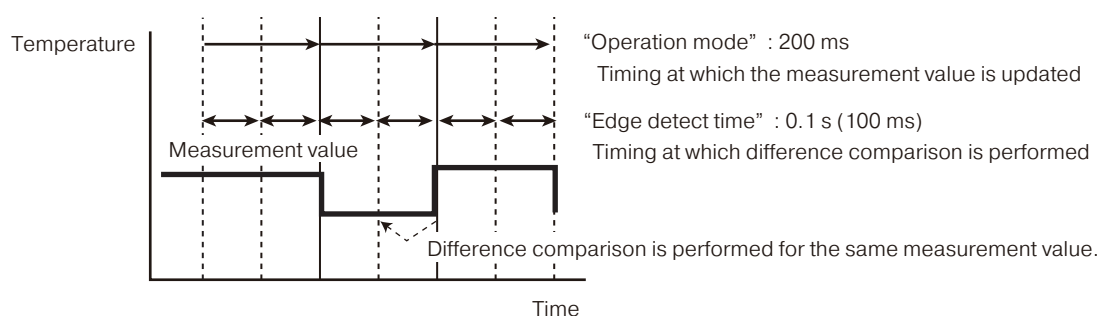 Temperature
“Operation mode” : 200 ms
Timing at which the measurement value is updated
“Edge detect time” : 0.1 s (100 ms)
Timing at which difference comparison is performed
Measurement value
Difference comparison is performed for the same measurement value.
Time